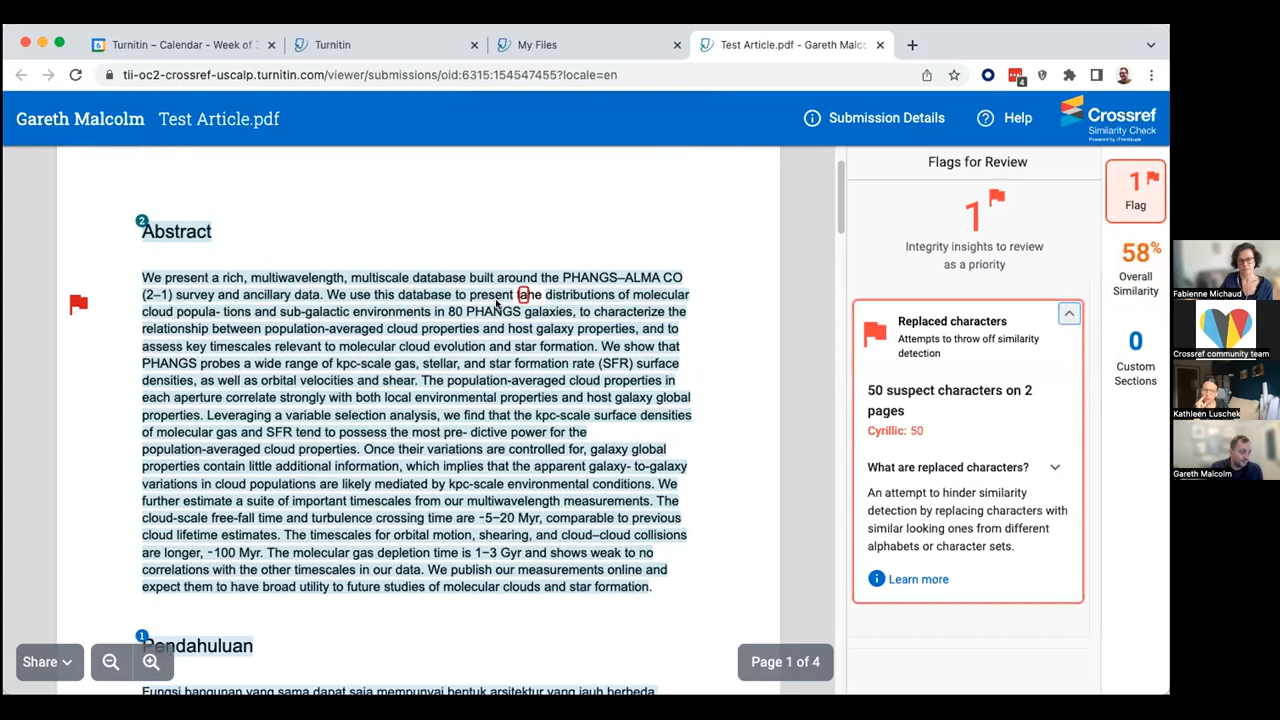 Turnitin – Calendar - Week of
Turnitin
My Files
Test Article.pdf - Gareth Malco
tii-oc2-crossref-uscalp.turnitin.com/viewer/submissions/oid:6315:154547455?locale=en
4
Gareth Malcolm Test Article.pdf
Submission Details
Help
Crossref
Similarity Check
Powered by iThenticate
2
Abstract
We present a rich, multiwavelength, multiscale database built around the PHANGS–ALMA CO
(2–1) survey and ancillary data. We use this database to present distributions of molecular
cloud popula- tions and sub-galactic environments in 80 PHANGS galaxies, to characterize the
relationship between population-averaged cloud properties and host galaxy properties, and to
assess key timescales relevant to molecular cloud evolution and star formation. We show that
PHANGS probes a wide range of kpc-scale gas, stellar, and star formation rate (SFR) surface
densities, as well as orbital velocities and shear. The population-averaged cloud properties in
each aperture correlate strongly with both local environmental properties and host galaxy global
properties. Leveraging a variable selection analysis, we find that the kpc-scale surface densities
of molecular gas and SFR tend to possess the most pre- dictive power for the
population-averaged cloud properties. Once their variations are controlled for, galaxy global
properties contain little additional information, which implies that the apparent galaxy- to-galaxy
variations in cloud populations are likely mediated by kpc-scale environmental conditions. We
further estimate a suite of important timescales from our multiwavelength measurements. The
cloud-scale free-fall time and turbulence crossing time are ~5–20 Myr, comparable to previous
cloud lifetime estimates. The timescales for orbital motion, shearing, and cloud–cloud collisions
are longer, ~100 Myr. The molecular gas depletion time is 1–3 Gyr and shows weak to no
correlations with the other timescales in our data. We publish our measurements online and
expect them to have broad utility to future studies of molecular clouds and star formation.
1
Pendahuluan
Fungsi bangunan yang sama dapat saja mempunyai bentuk arsitektur yang jauh berbeda
Share
Page 1 of 4
Flags for Review
1
Integrity insights to review
as a priority
Replaced characters
Attempts to throw off similarity
detection
50 suspect characters on 2
pages
Cyrillic: 50
What are replaced characters?
An attempt to hinder similarity
detection by replacing characters with
similar looking ones from different
alphabets or character sets.
Learn more
1
Flag
58%
Overall
Similarity
0
Custom
Sections
Fabienne Michaud
Crossref community team
Kathleen Luschek
Gareth Malcolm